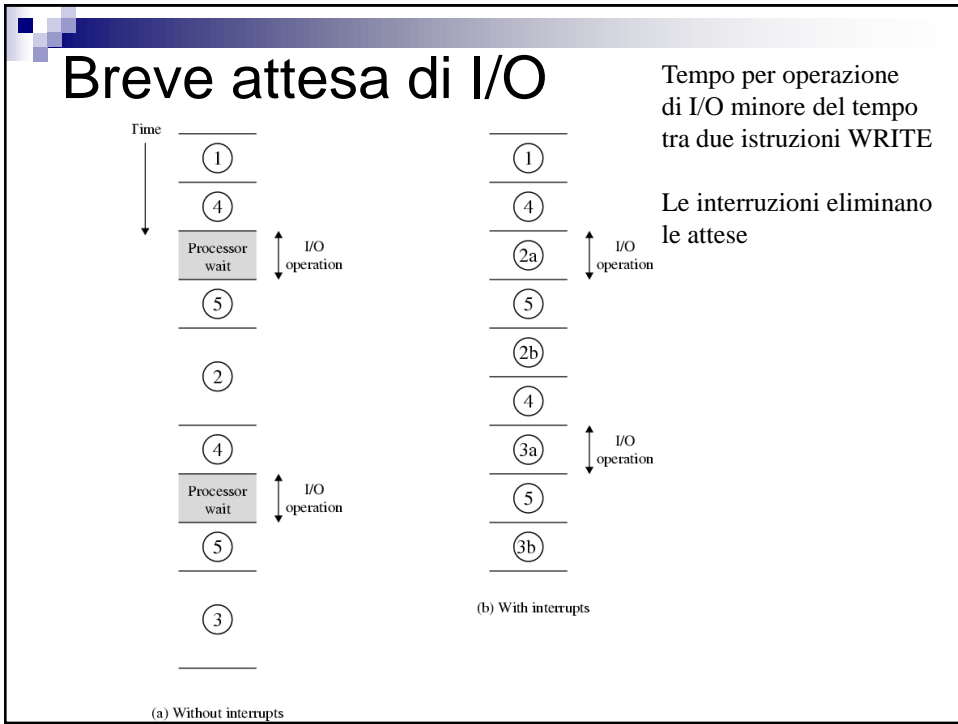 Breve attesa di I/O
Tempo per operazione
di I/O minore del tempo
tra due istruzioni WRITE
Le interruzioni eliminano
le attese
Time
1
4
Processor
wait
I/O
operation
5
2
4
Processor
wait
I/O
operation
5
3
(a) Without interrupts
1
4
2a
I/O
operation
5
2b
4
3a
I/O
operation
5
3b
(b) With interrupts